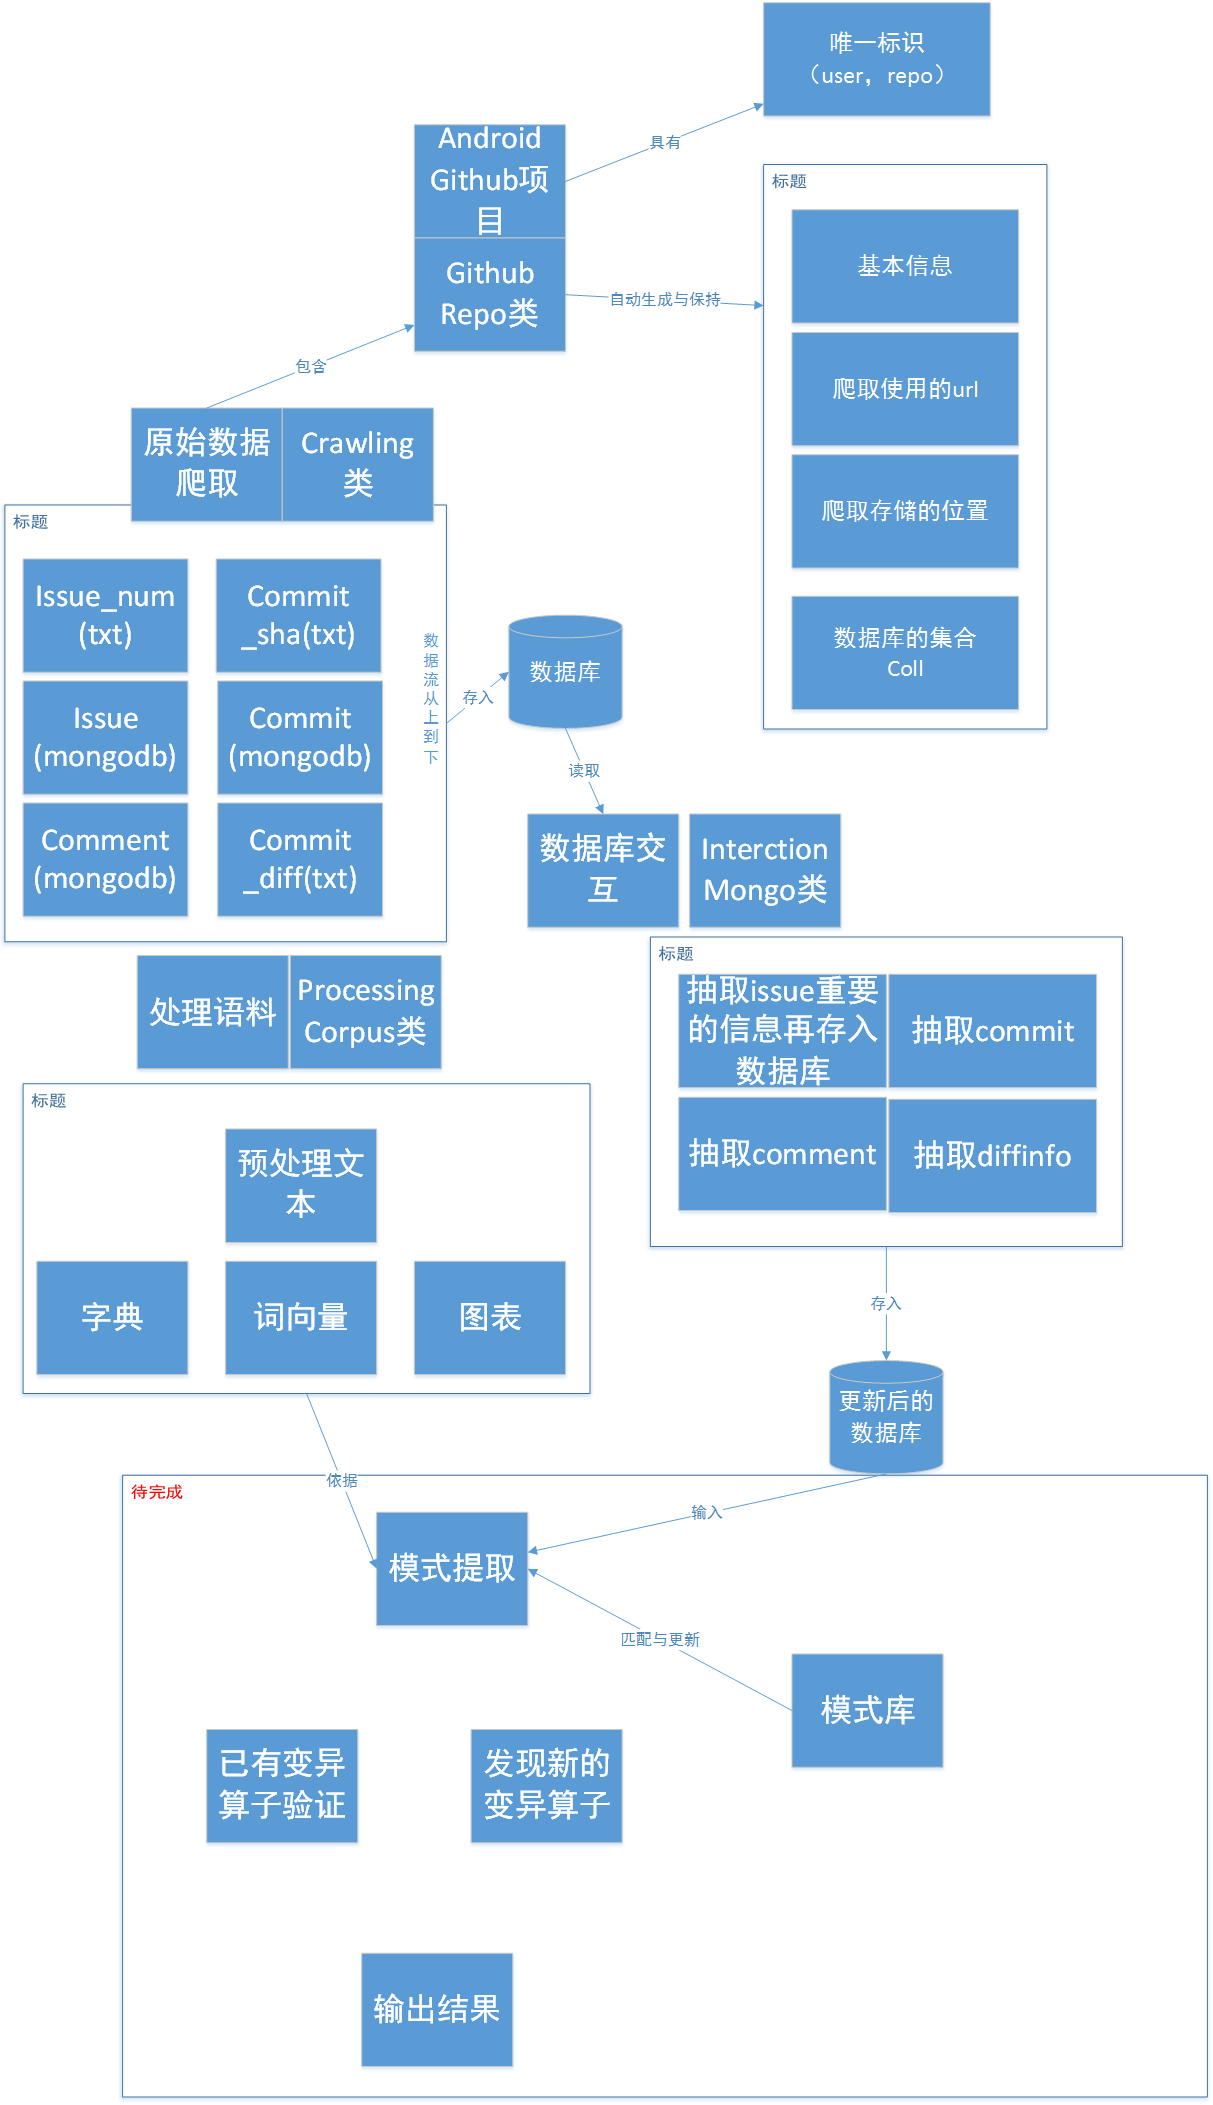 唯一标识
（user，repo）
具有
Android
Github项
目
Github
Repo类
自动生成与保持
标题
基本信息
爬取使用的url
爬取存储的位置
数据库的集合
Coll
包含
原始数据
爬取
Crawling
类
标题
Issue_num
(txt)
Commit
_sha(txt)
Issue
(mongodb)
Commit
(mongodb)
Comment
(mongodb)
Commit
_diff(txt)
数
据
流
从
上
到
下
存入
数据库
读取
数据库交
互
Interction
Mongo类
标题
抽取issue重要
的信息再存入
数据库
抽取commit
抽取comment
抽取diffinfo
处理语料
Processing
Corpus类
标题
预处理文
本
字典
词向量
图表
存入
更新后的
数据库
依据
待完成
输入
模式提取
匹配与更新
模式库
已有变异
算子验证
发现新的
变异算子
输出结果